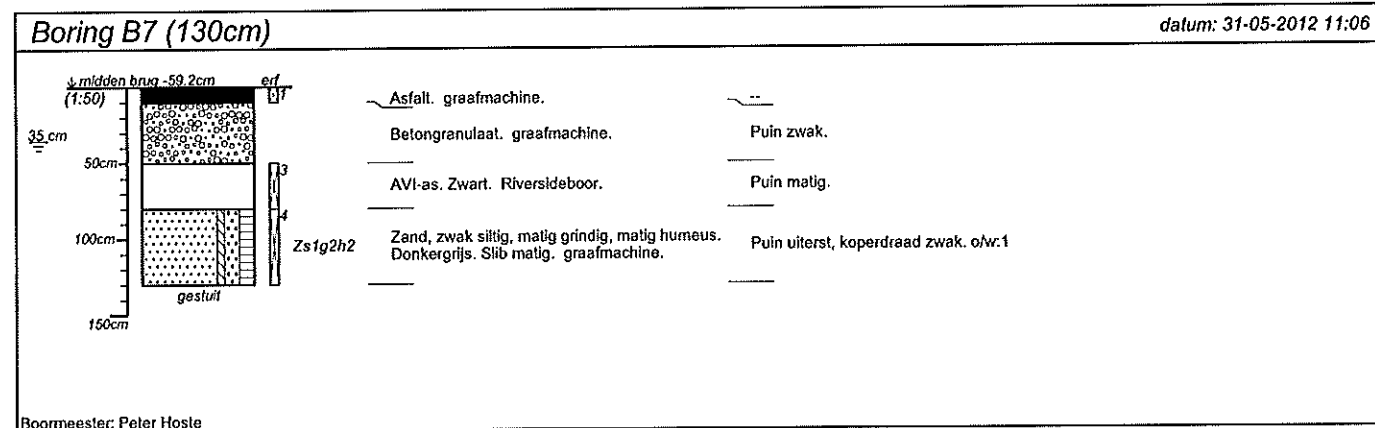 Boring B7 (130cm)
datum: 31-05-2012 11:06
midden brug -59.2cm
erf
(1:50)
1
Asfalt. graafmachine.
--
35 cm
Betongranulaat. graafmachine.
Puin zwak.
50cm
3
AVI-as. Zwart. Riversideboor.
Puin matig.
4
100cm
Zs1g2h2
Zand, zwak siltig, matig grindig, matig humeus.
Donkergrijs. Slib matig. graafmachine.
Puin uiterst, koperdraad zwak. o/w:1
gestuit
150cm
Boormeester: Peter Hoste